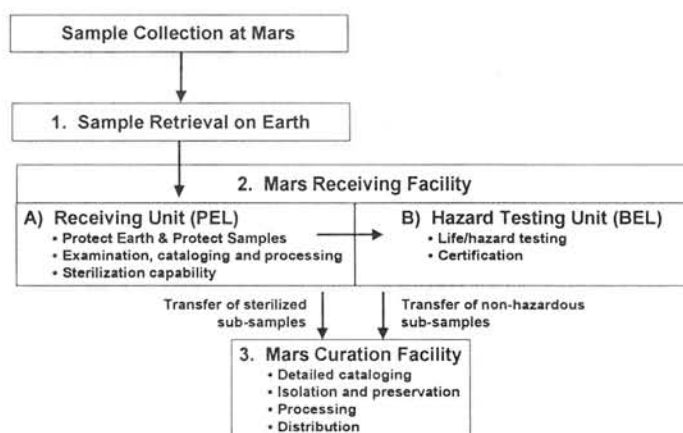 Sample Collection at Mars
1. Sample Retrieval on Earth
2. Mars Receiving Facility
A) Receiving Unit (PEL)
• Protect Earth & Protect Samples
• Examination, cataloging and processing
• Sterilization capability
B) Hazard Testing Unit (BEL)
• Life/hazard testing
• Certification
Transfer of sterilized
sub-samples
Transfer of non-hazardous
sub-samples
3. Mars Curation Facility
• Detailed cataloging
• Isolation and preservation
• Processing
• Distribution